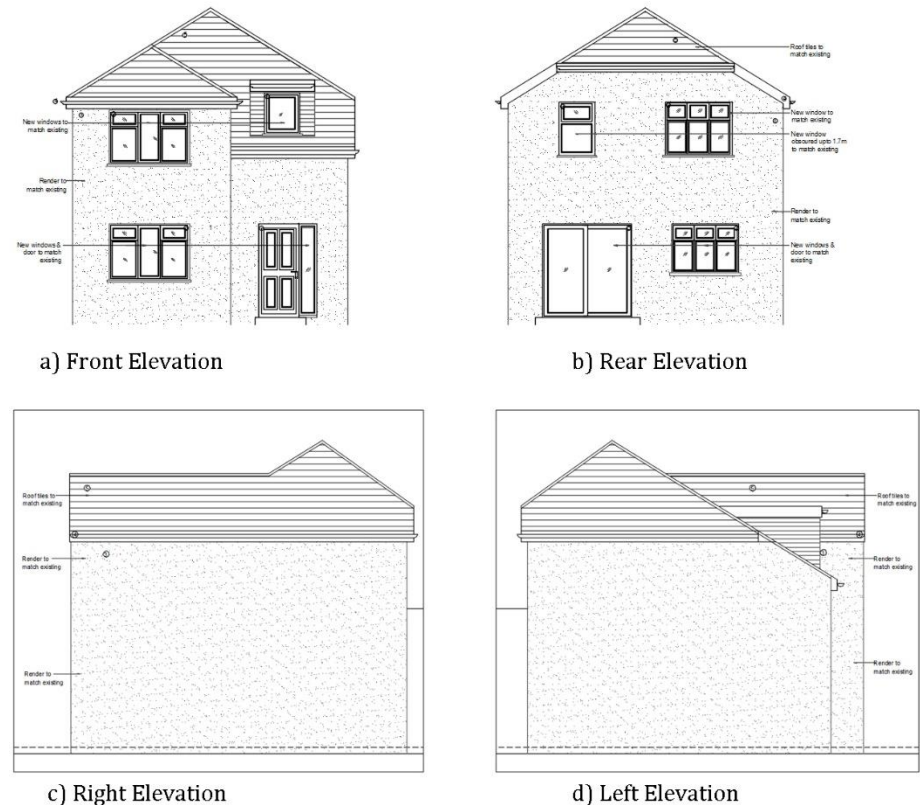 New windows to
match existing
Render to
match existing
New windows &
door to match
existing
a) Front Elevation
Roof tiles to
match existing
New window to
match existing
New window
obsoured upto 1.7m
to match existing
Render to
match existing
New windows &
door to match
existing
b) Rear Elevation
Roof tiles to
match existing
Render to
match existing
Render to
match existing
c) Right Elevation
Roof tiles to
match existing
Render to
match existing
Render to
match existing
d) Left Elevation